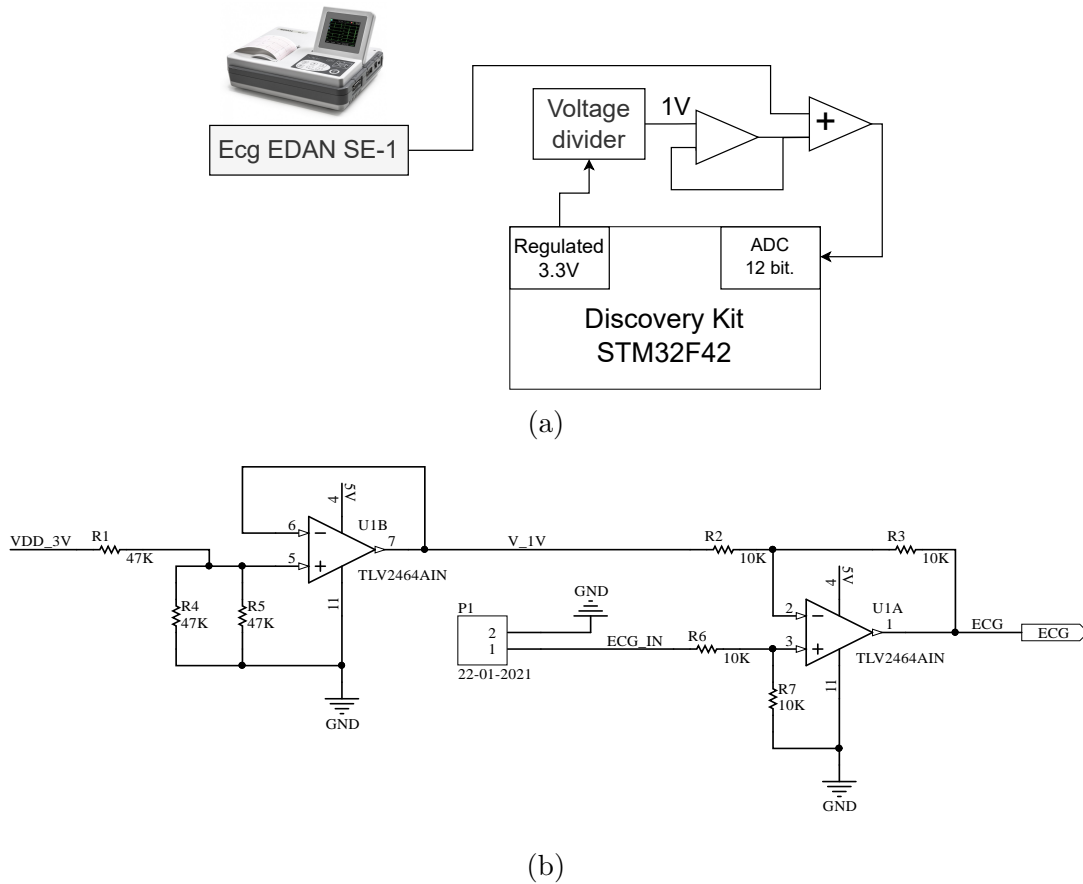 Ecg EDAN SE-1
Voltage
divider
1V
+
Regulated
3.3V
ADC
12 bit.
Discovery Kit
STM32F42
(a)
VDD_3V
R1
47K
R4
47K
R5
47K
6
5
4
5V
U1B
7
TLV2464AIN
11
GND
V_1V
P1
2
1
22-01-2021
GND
ECG_IN
R2
10K
R3
10K
R6
10K
R7
10K
2
3
4
5V
U1A
1
TLV2464AIN
11
GND
ECG
ECG
(b)